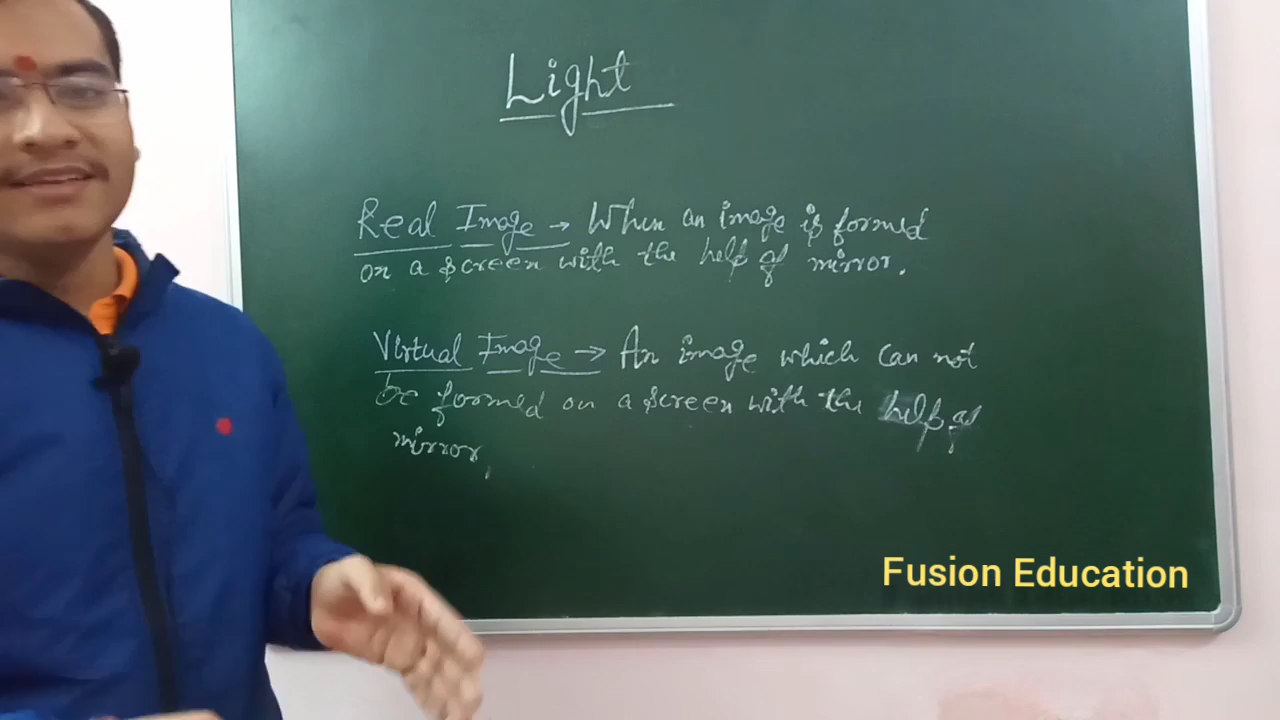 Light
Real Image → When an image is formed
on a screen with the help of mirror.
Virtual Image → An image which can not
be formed on a screen with the help of
mirror.
Fusion Education